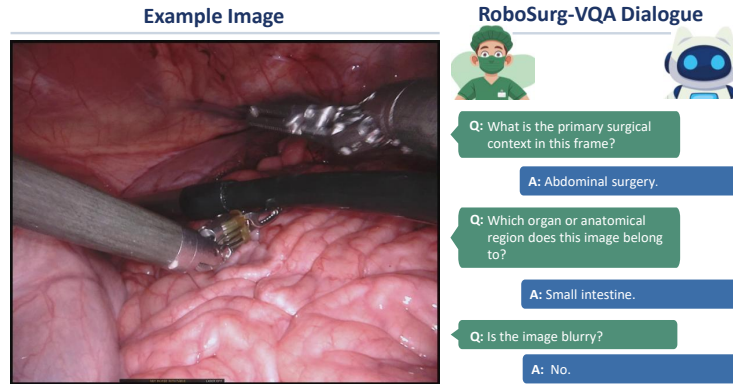 Example Image
RoboSurg-VQA Dialogue
Q: What is the primary surgical
context in this frame?
A: Abdominal surgery.
Q: Which organ or anatomical
region does this image belong
to?
A: Small intestine.
Q: Is the image blurry?
A: No.